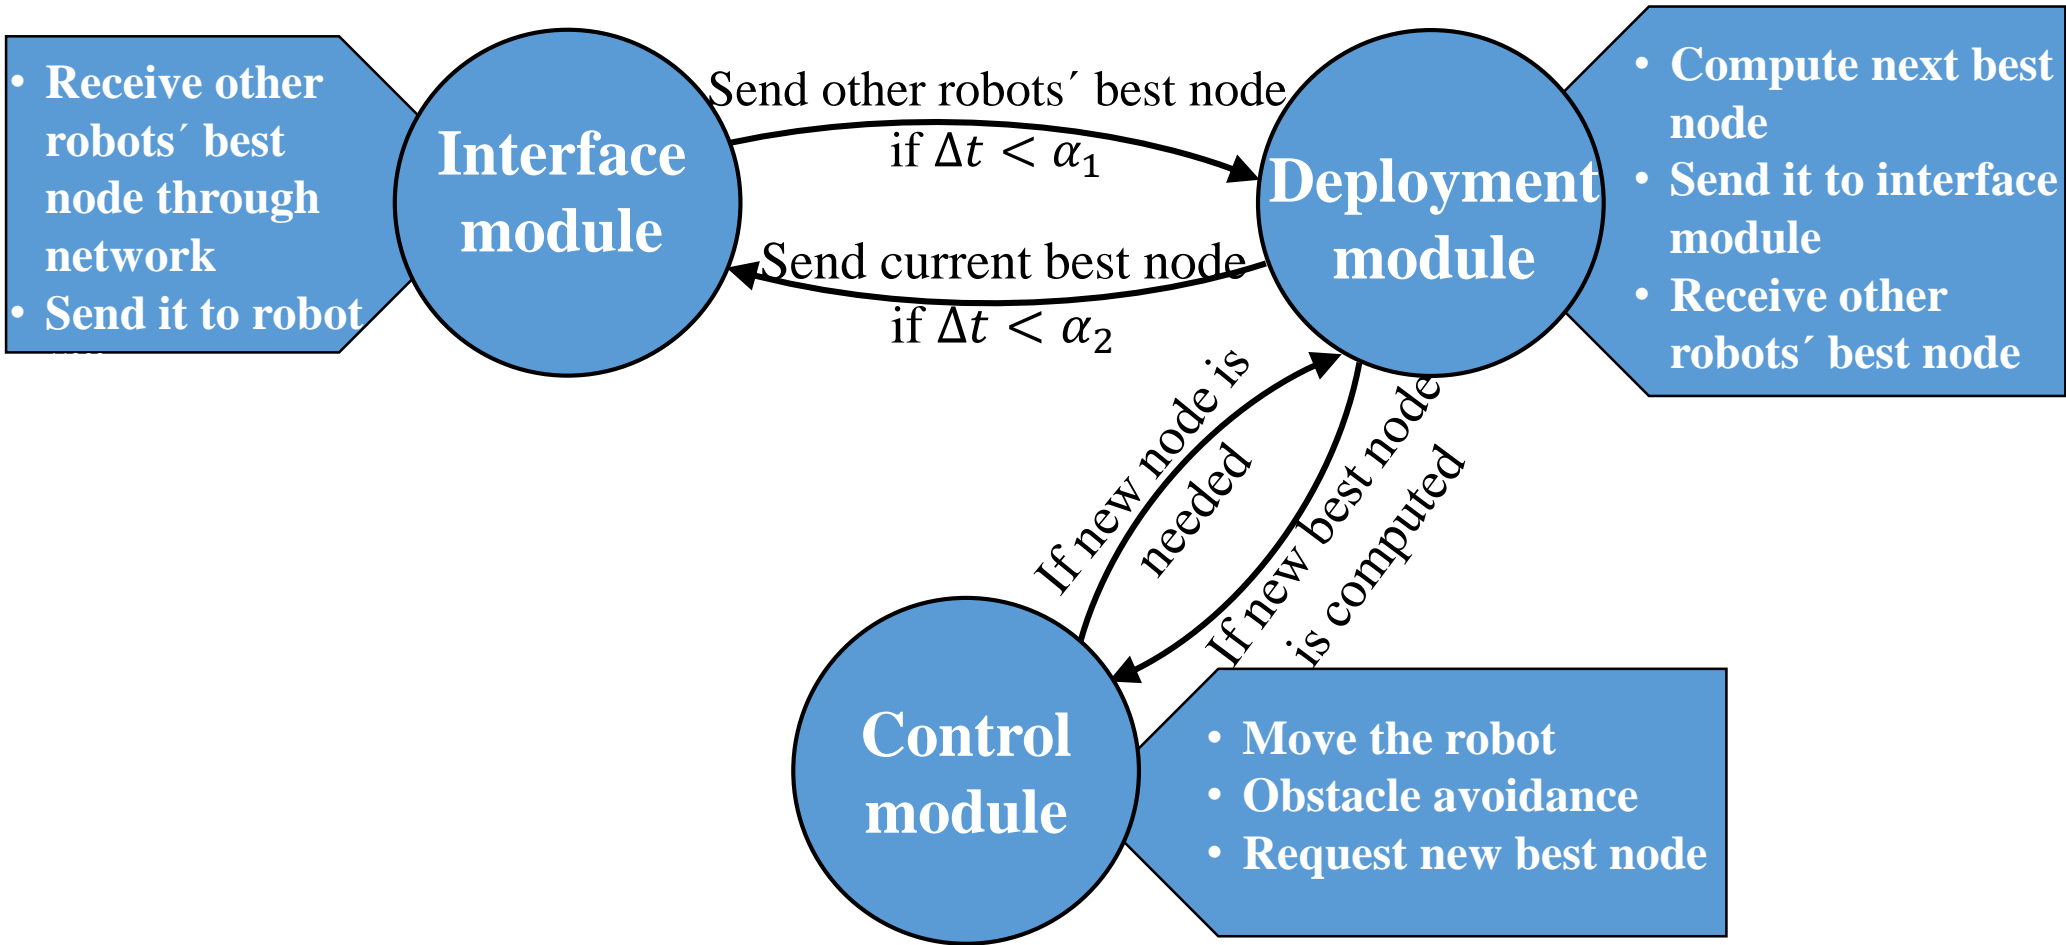 • Receive other
robots´ best
node through
network
• Send it to robot
Interface
module
Send other robots´ best node
if Δt < α₁
Send current best node
if Δt < α₂
Deployment
module
• Compute next best
node
• Send it to interface
module
• Receive other
robots´ best node
If new node is
needed
If new best node
is computed
Control
module
• Move the robot
• Obstacle avoidance
• Request new best node